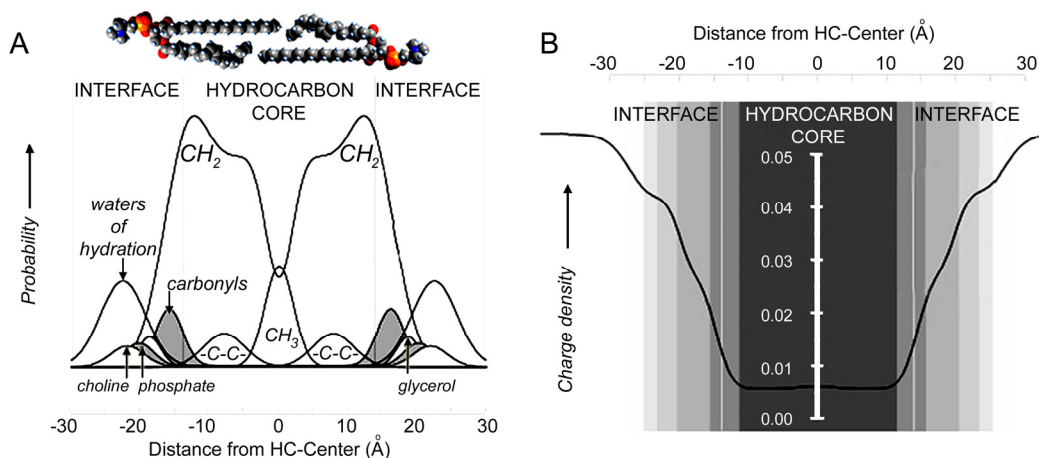 A
INTERFACE HYDROCARBON INTERFACE
CORE
CH2 CH2
waters
of
hydration
carbonyls
CH3
-C-C- -C-C-
choline phosphate glycerol
Probability
-30 -20 -10 0 10 20 30
Distance from HC-Center (Å)
B
Distance from HC-Center (Å)
-30 -20 -10 0 10 20 30
INTERFACE HYDROCARBON INTERFACE
CORE
0.05
0.04
0.03
0.02
0.01
0.00
Charge density